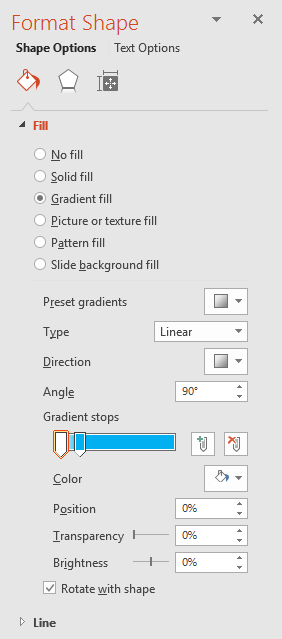 Format Shape
Shape Options Text Options
Fill
No fill
Solid fill
Gradient fill
Picture or texture fill
Pattern fill
Slide background fill
Preset gradients
Type Linear
Direction
Angle 90°
Gradient stops
Color
Position 0%
Transparency 0%
Brightness 0%
Rotate with shape
Line